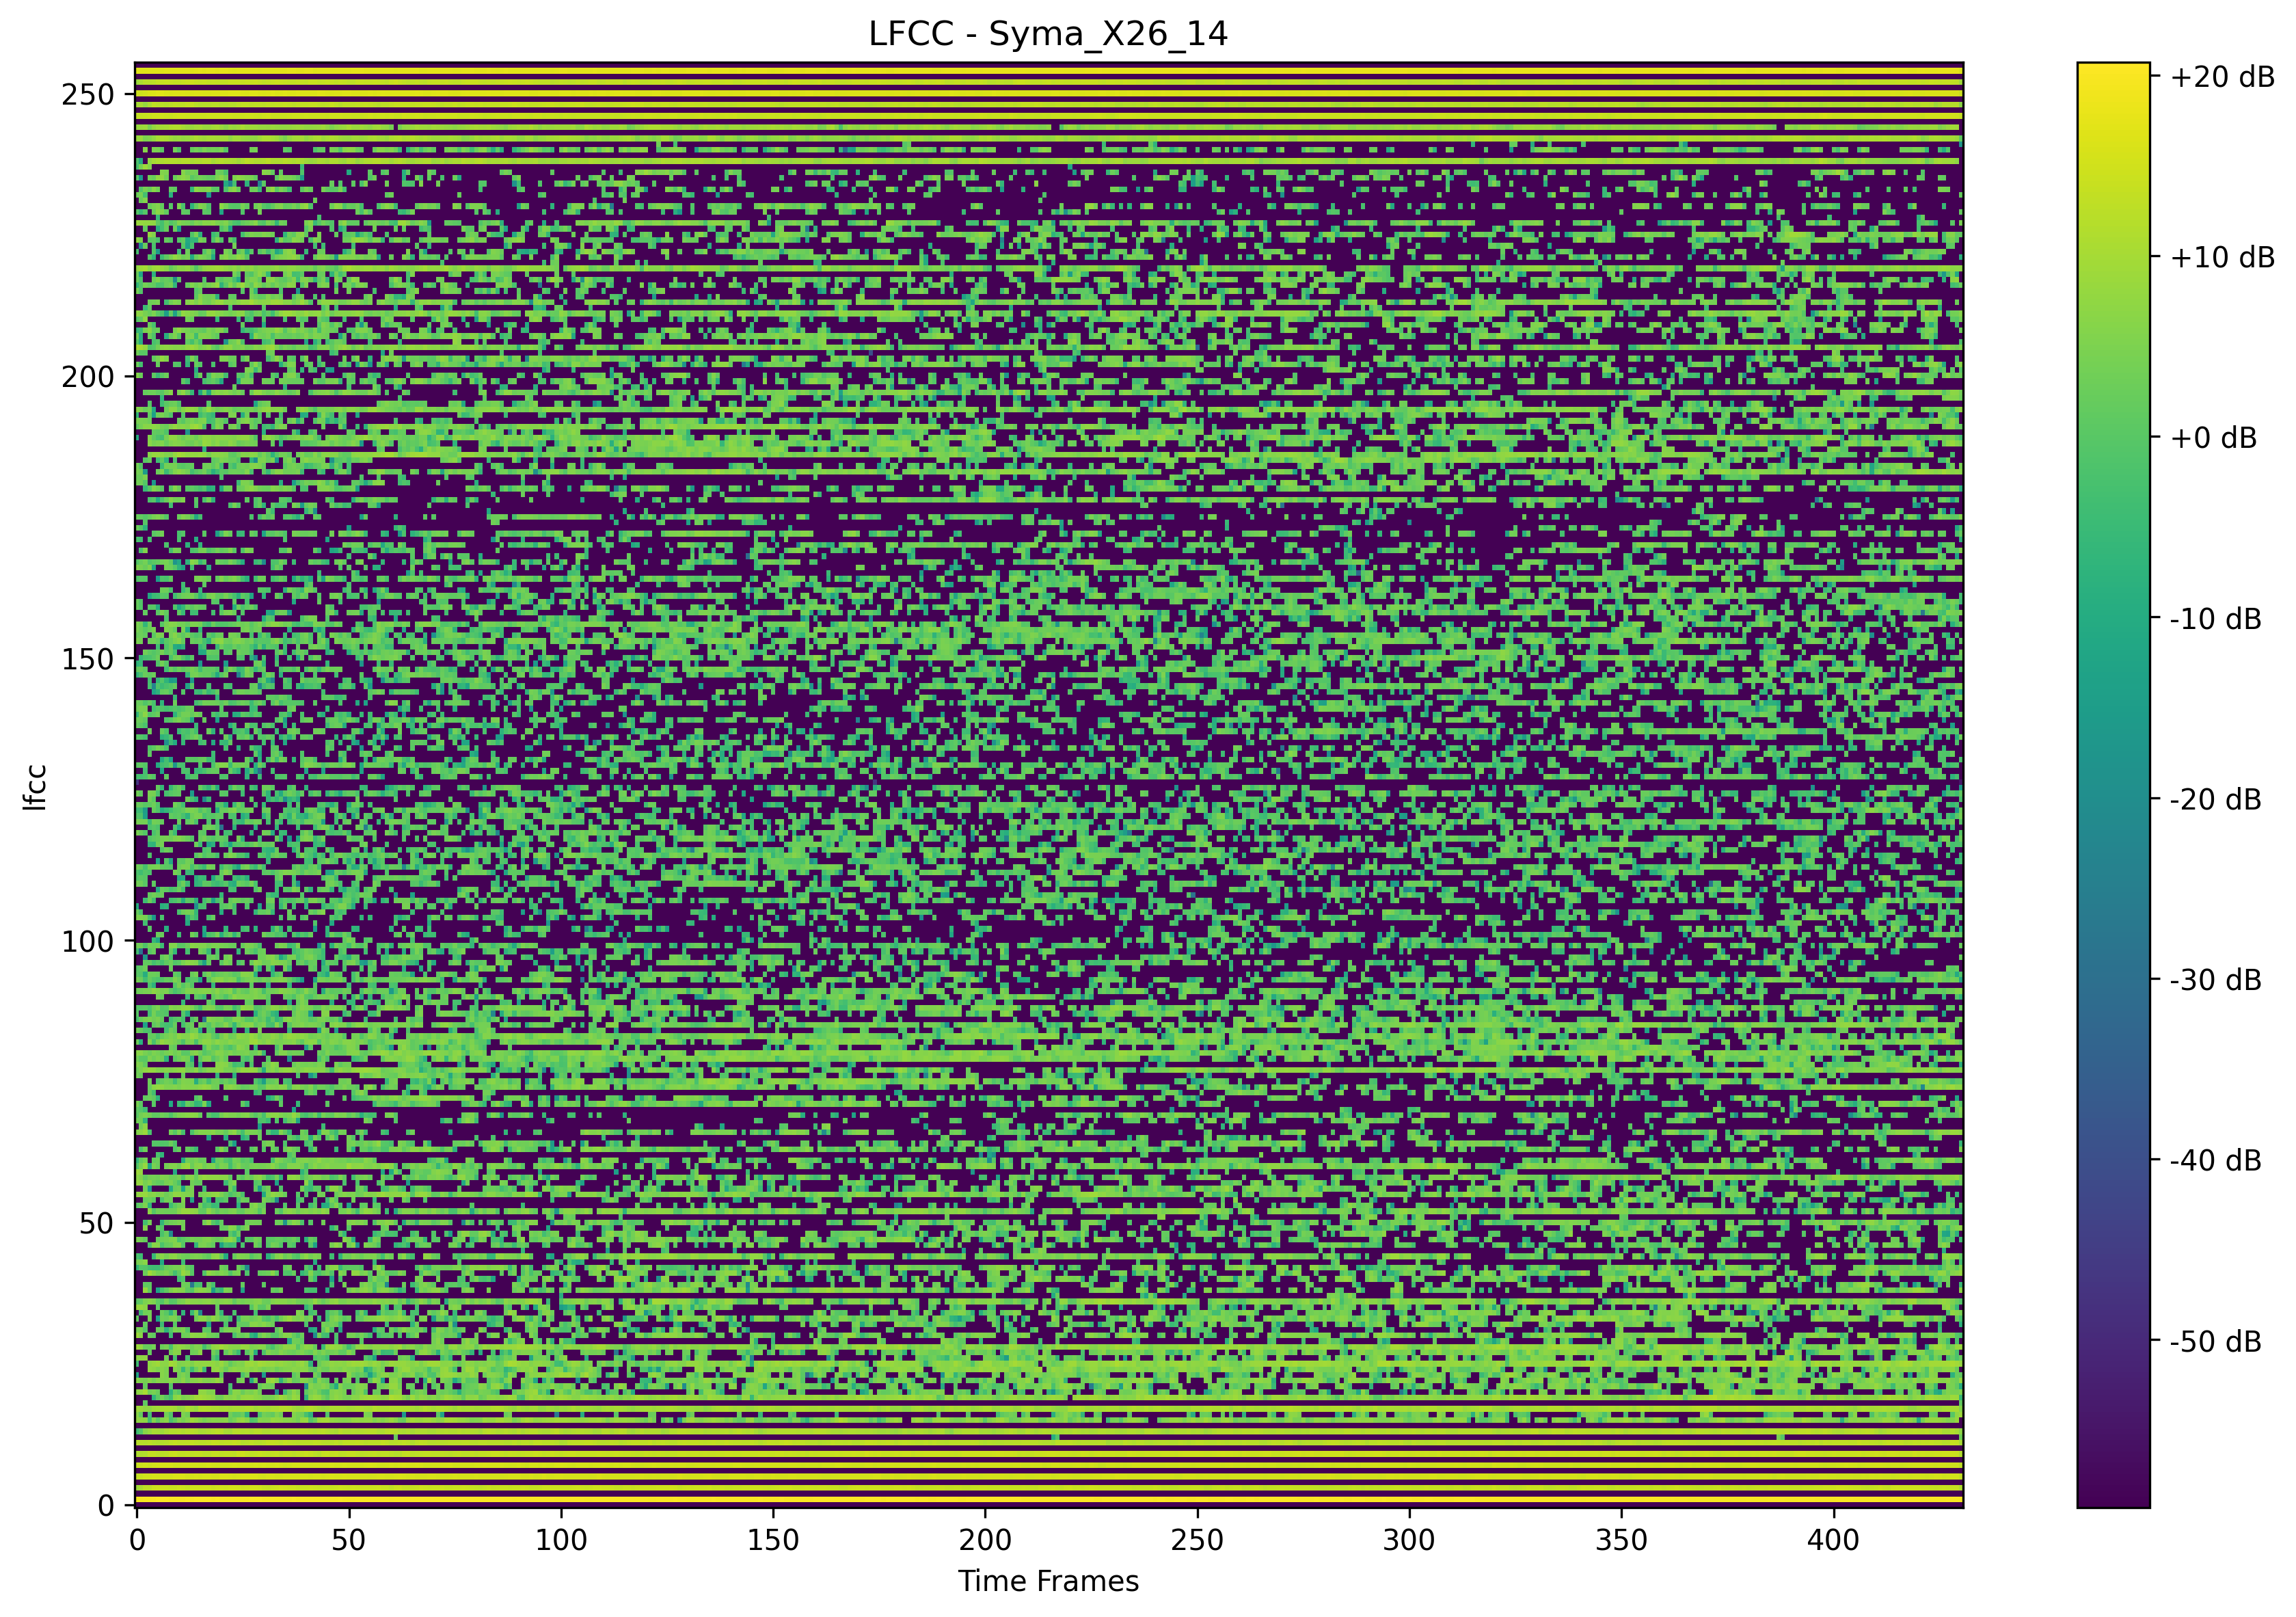 LFCC - Syma_X26_14
250
200
150
100
50
0
lfcc
0 50 100 150 200 250 300 350 400
Time Frames
+20 dB
+10 dB
+0 dB
-10 dB
-20 dB
-30 dB
-40 dB
-50 dB